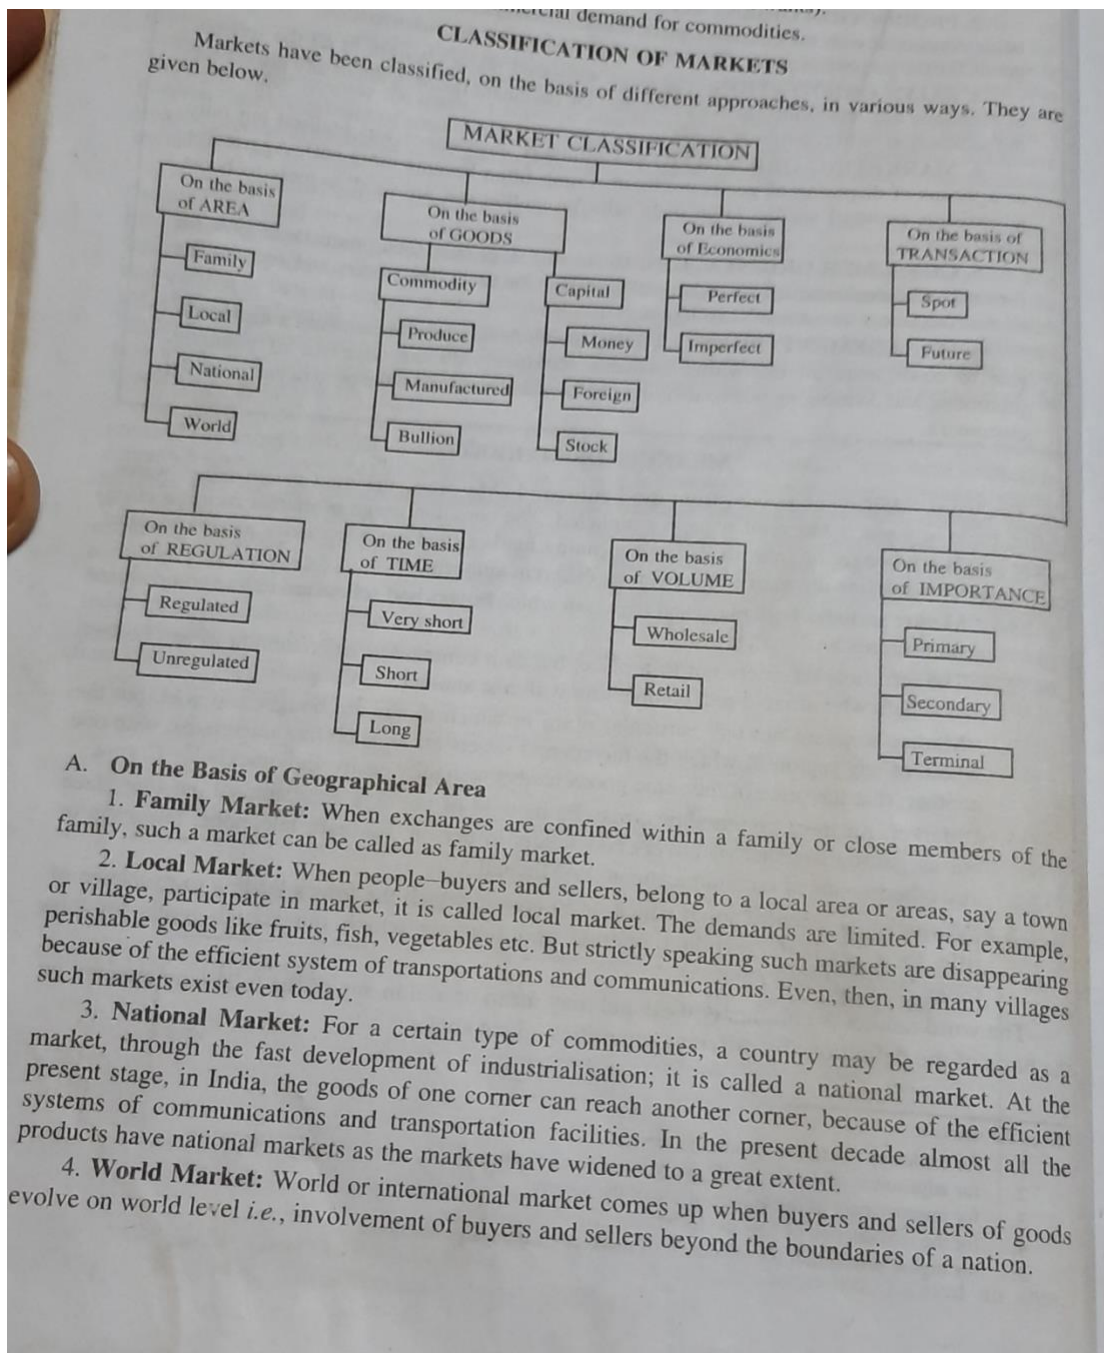 demand for commodities.
CLASSIFICATION OF MARKETS
Markets have been classified, on the basis of different approaches, in various ways. They are
given below.
MARKET CLASSIFICATION
On the basis
of AREA
Family
Local
National
World
On the basis
of GOODS
Commodity
Produce
Manufactured
Bullion
Capital
Money
Foreign
Stock
On the basis
of Economics
Perfect
Imperfect
On the basis of
TRANSACTION
Spot
Future
On the basis
of REGULATION
Regulated
Unregulated
On the basis
of TIME
Very short
Short
Long
On the basis
of VOLUME
Wholesale
Retail
On the basis
of IMPORTANCE
Primary
Secondary
Terminal
A. On the Basis of Geographical Area
1. Family Market: When exchanges are confined within a family or close members of the
family, such a market can be called as family market.
2. Local Market: When people–buyers and sellers, belong to a local area or areas, say a town
or village, participate in market, it is called local market. The demands are limited. For example,
perishable goods like fruits, fish, vegetables etc. But strictly speaking such markets are disappearing
because of the efficient system of transportations and communications. Even, then, in many villages
such markets exist even today.
3. National Market: For a certain type of commodities, a country may be regarded as a
market, through the fast development of industrialisation; it is called a national market. At the
present stage, in India, the goods of one corner can reach another corner, because of the efficient
systems of communications and transportation facilities. In the present decade almost all the
products have national markets as the markets have widened to a great extent.
4. World Market: World or international market comes up when buyers and sellers of goods
evolve on world level i.e., involvement of buyers and sellers beyond the boundaries of a nation.